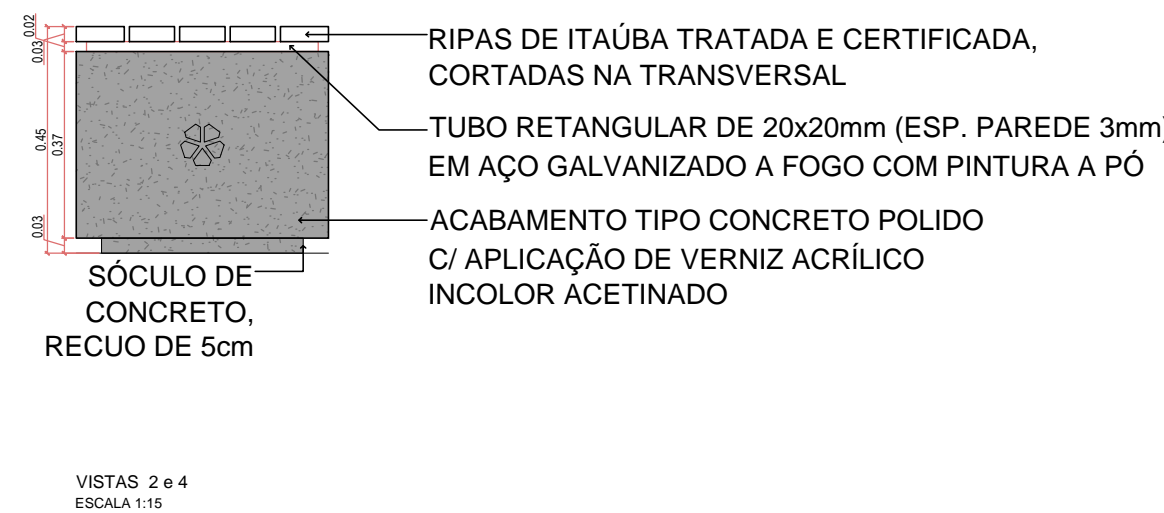 0.02
0.03
RIPAS DE ITAÚBA TRATADA E CERTIFICADA,
CORTADAS NA TRANSVERSAL
0.45
0.37
TUBO RETANGULAR DE 20x20mm (ESP. PAREDE 3mm)
EM AÇO GALVANIZADO A FOGO COM PINTURA A PÓ
0.03
ACABAMENTO TIPO CONCRETO POLIDO
C/ APLICAÇÃO DE VERNIZ ACRÍLICO
INCOLOR ACETINADO
SÓCULO DE
CONCRETO,
RECUO DE 5cm
VISTAS 2 e 4
ESCALA 1:15